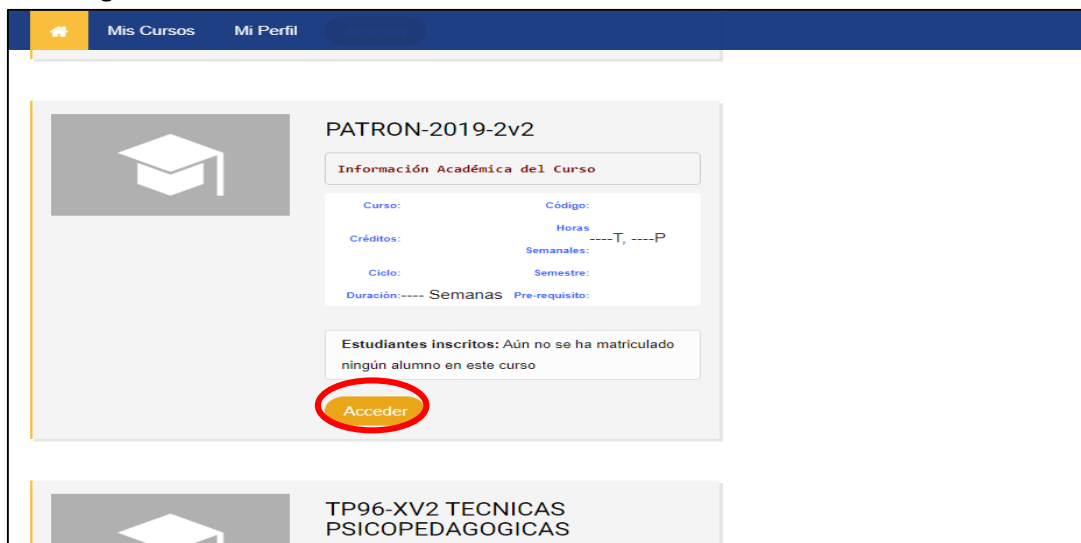 Mis Cursos Mi Perfil
PATRON-2019-2v2
Información Académica del Curso
Curso: Código:
Créditos: Horas Semanales: ----T, ----P
Ciclo: Semestre:
Duración:---- Semanas Pre-requisito:
Estudiantes inscritos: Aún no se ha matriculado
ningún alumno en este curso
Acceder
TP96-XV2 TECNICAS
PSICOPEDAGOGICAS